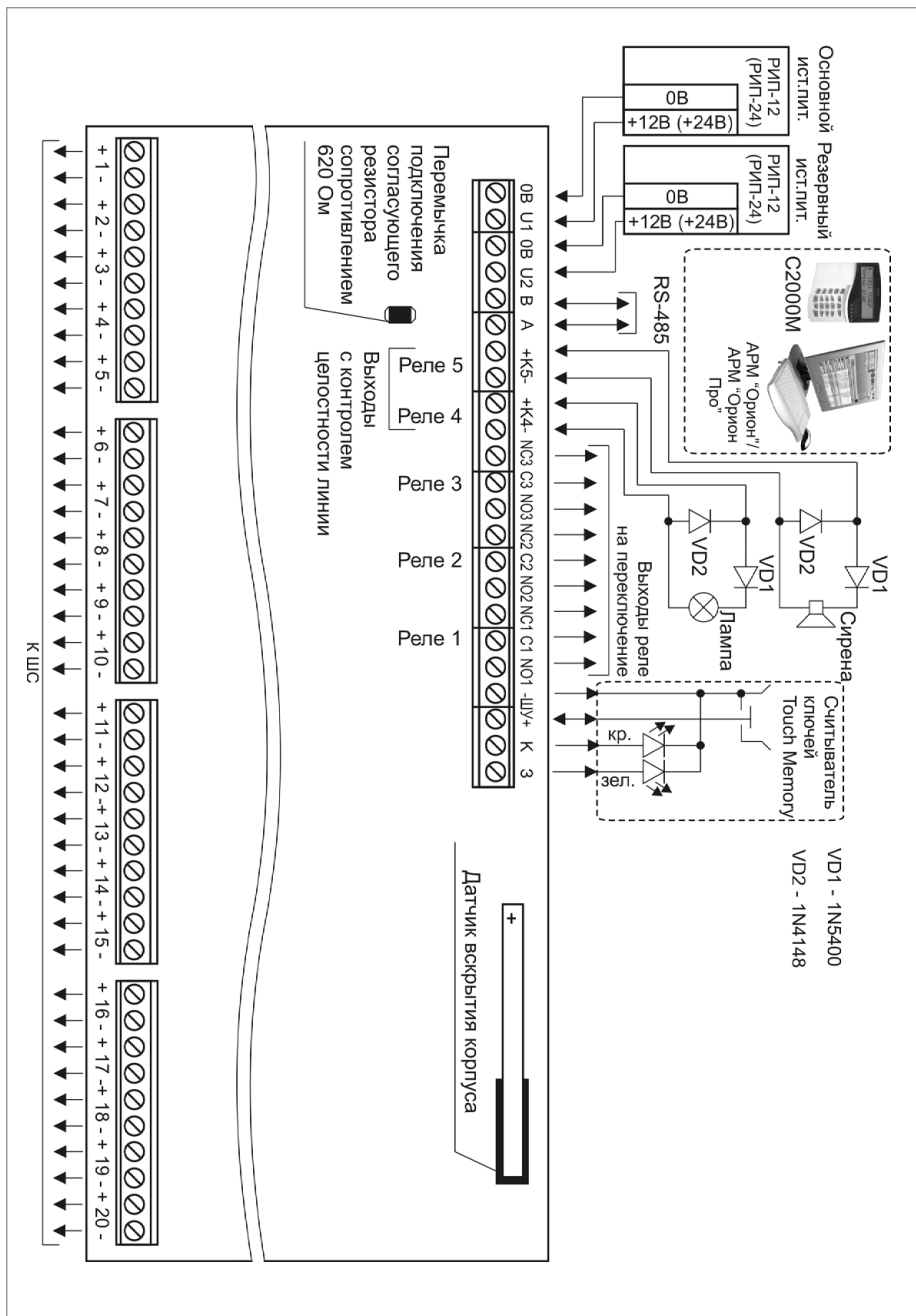 Основной
ист.пит.
РИП-12
(РИП-24)
0В
+12В (+24В)
Резервный
ист.пит.
РИП-12
(РИП-24)
0В
+12В (+24В)
С2000М
АРМ "Орион"/
АРМ "Орион
Про"
RS-485
VD1
VD2
Сирена
VD1
VD2
Лампа
Выходы реле
на переключение
Считыватель
ключей
Touch Memory
кр.
зел.
VD1 - 1N5400
VD2 - 1N4148
0В U1 0В U2 B A +K5- +K4- NC3 C3 NO3 NC2 C2 NO2 NC1 C1 NO1 -ШУ+ К З
Реле 5
Реле 4
Реле 3
Реле 2
Реле 1
Выходы
с контролем
целостности линии
Перемычка
подключения
согласующего
резистора
сопротивлением
620 Ом
+
Датчик вскрытия корпуса
+ 1 - + 2 - + 3 - + 4 - + 5 -
+ 6 - + 7 - + 8 - + 9 - + 10 -
+ 11 - + 12 -+ 13 - + 14 - + 15 -
+ 16 - + 17 -+ 18 - + 19 - + 20 -
К ШС